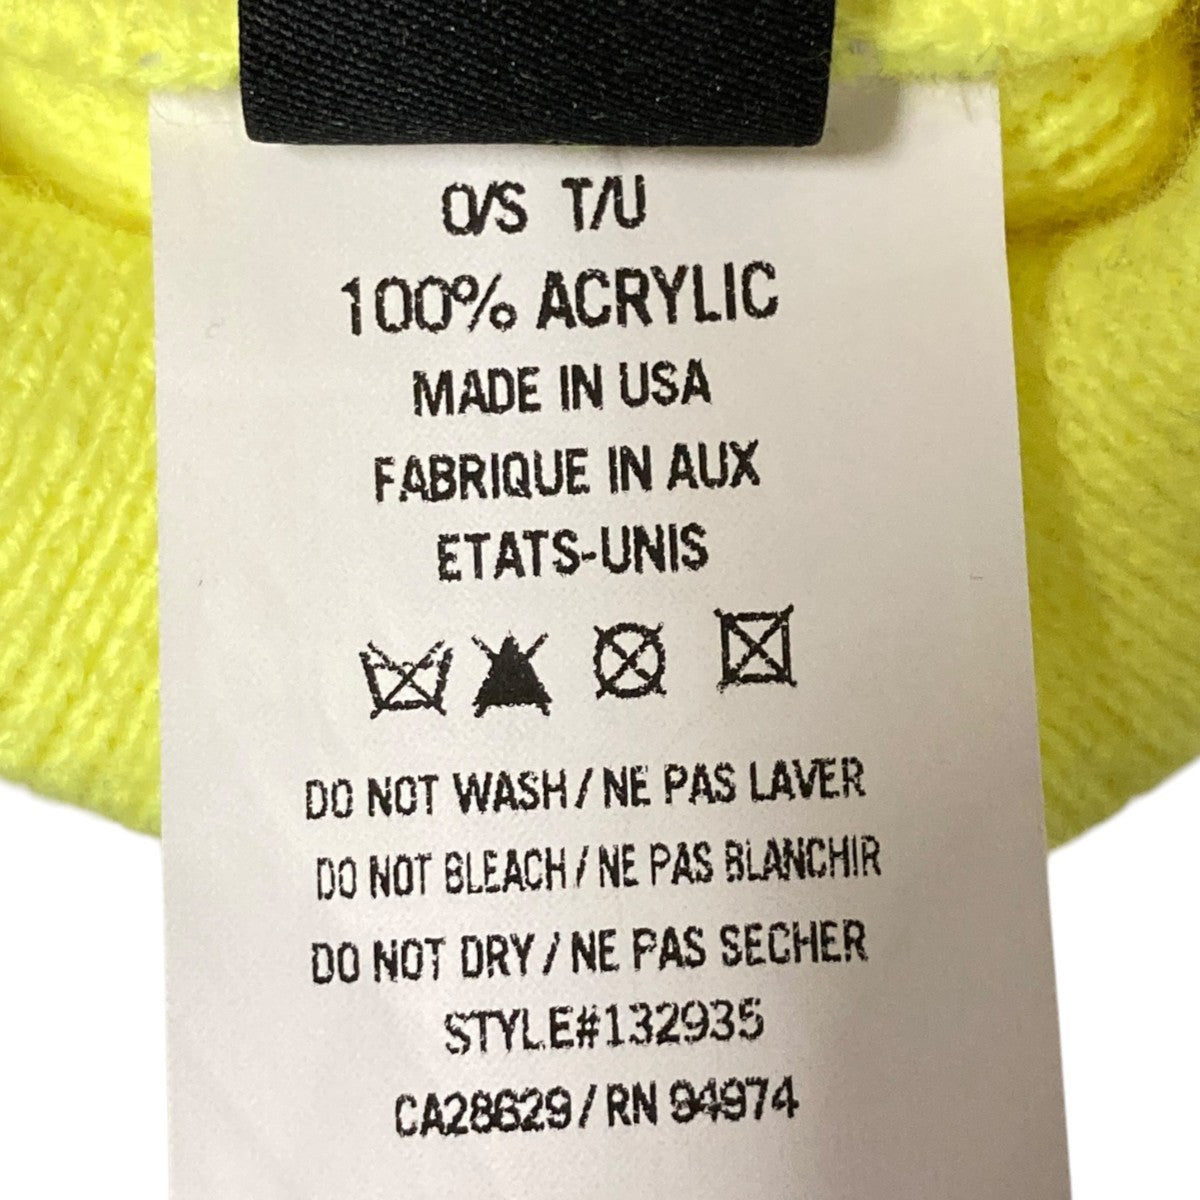 O/S T/U
100% ACRYLIC
MADE IN USA
FABRIQUE IN AUX
ETATS-UNIS
DO NOT WASH / NE PAS LAVER
DO NOT BLEACH / NE PAS BLANCHIR
DO NOT DRY / NE PAS SECHER
STYLE#132935
CA28629 / RN 94974